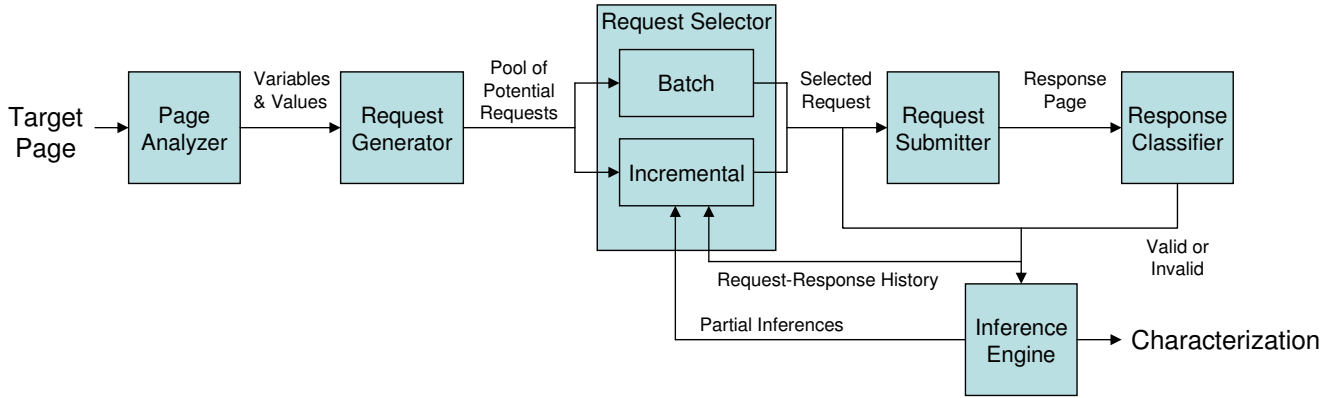 Request Selector
Target
Page
Page
Analyzer
Variables
& Values
Request
Generator
Pool of
Potential
Requests
Batch
Incremental
Selected
Request
Request
Submitter
Response
Page
Response
Classifier
Valid or
Invalid
Request-Response History
Partial Inferences
Inference
Engine
Characterization